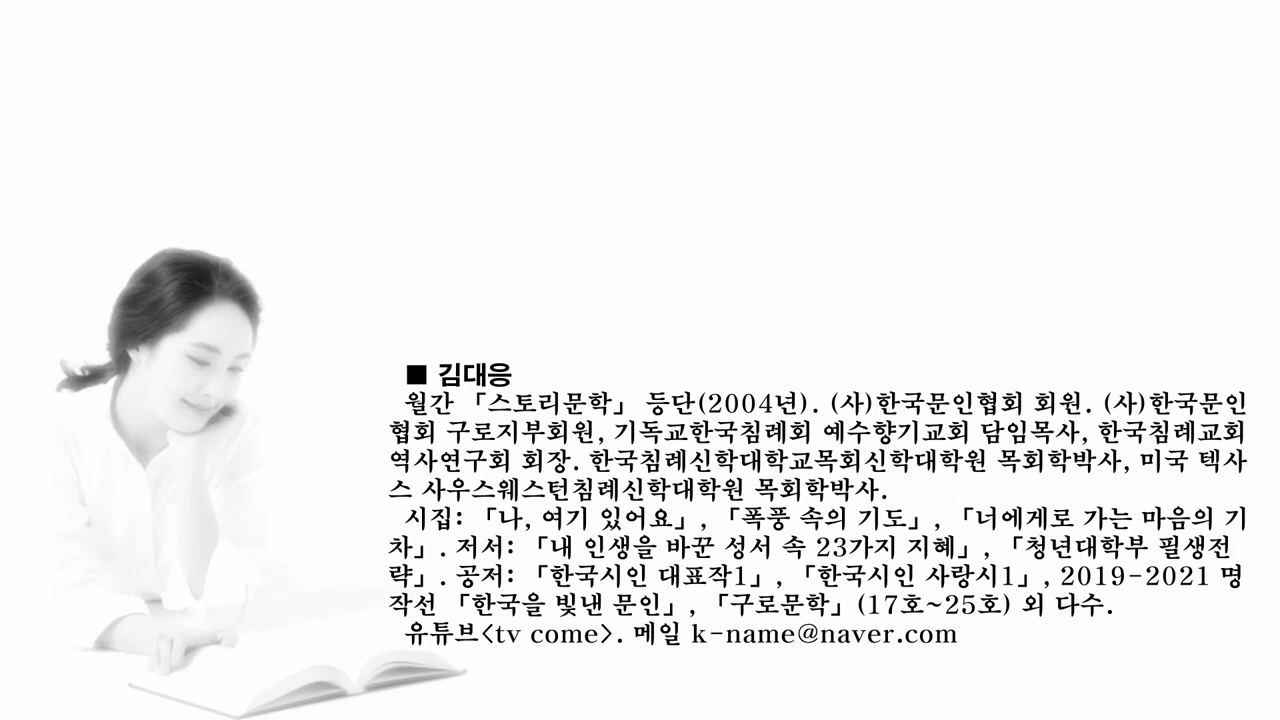 ■ 김대응
월간 「스토리문학」 등단(2004년). (사)한국문인협회 회원. (사)한국문인
협회 구로지부회원, 기독교한국침례회 예수향기교회 담임목사, 한국침례교회
역사연구회 회장. 한국침례신학대학교목회신학대학원 목회학박사, 미국 텍사
스 사우스웨스턴침례신학대학원 목회학박사.
시집: 「나, 여기 있어요」, 「폭풍 속의 기도」, 「너에게로 가는 마음의 기
차」. 저서: 「내 인생을 바꾼 성서 속 23가지 지혜」, 「청년대학부 필생전
략」. 공저: 「한국시인 대표작1」, 「한국시인 사랑시1」, 2019-2021 명
작선 「한국을 빛낸 문인」, 「구로문학」(17호~25호) 외 다수.
유튜브<tv come>. 메일 k-name@naver.com